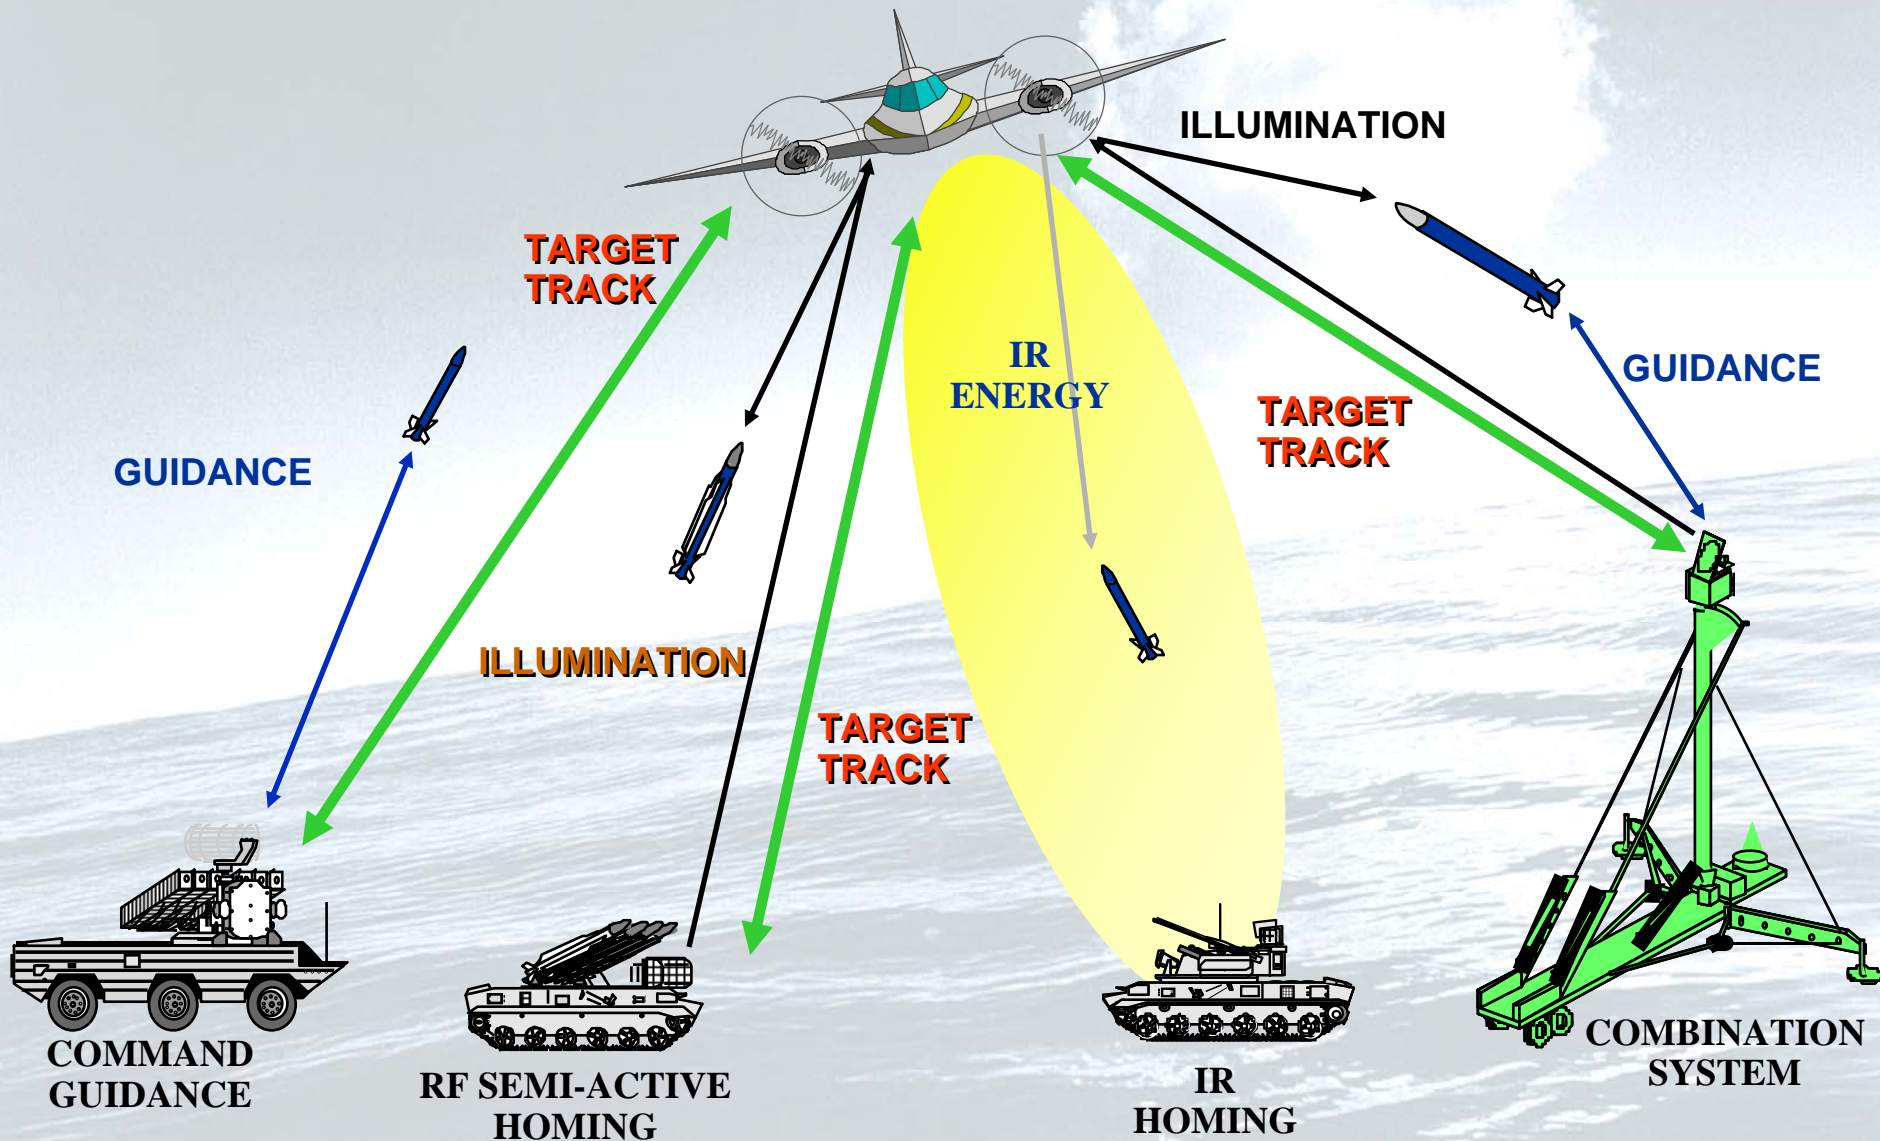 ILLUMINATION
TARGET
TRACK
IR
ENERGY
GUIDANCE
TARGET
TRACK
GUIDANCE
ILLUMINATION
TARGET
TRACK
COMMAND
GUIDANCE
RF SEMI-ACTIVE
HOMING
IR
HOMING
COMBINATION
SYSTEM